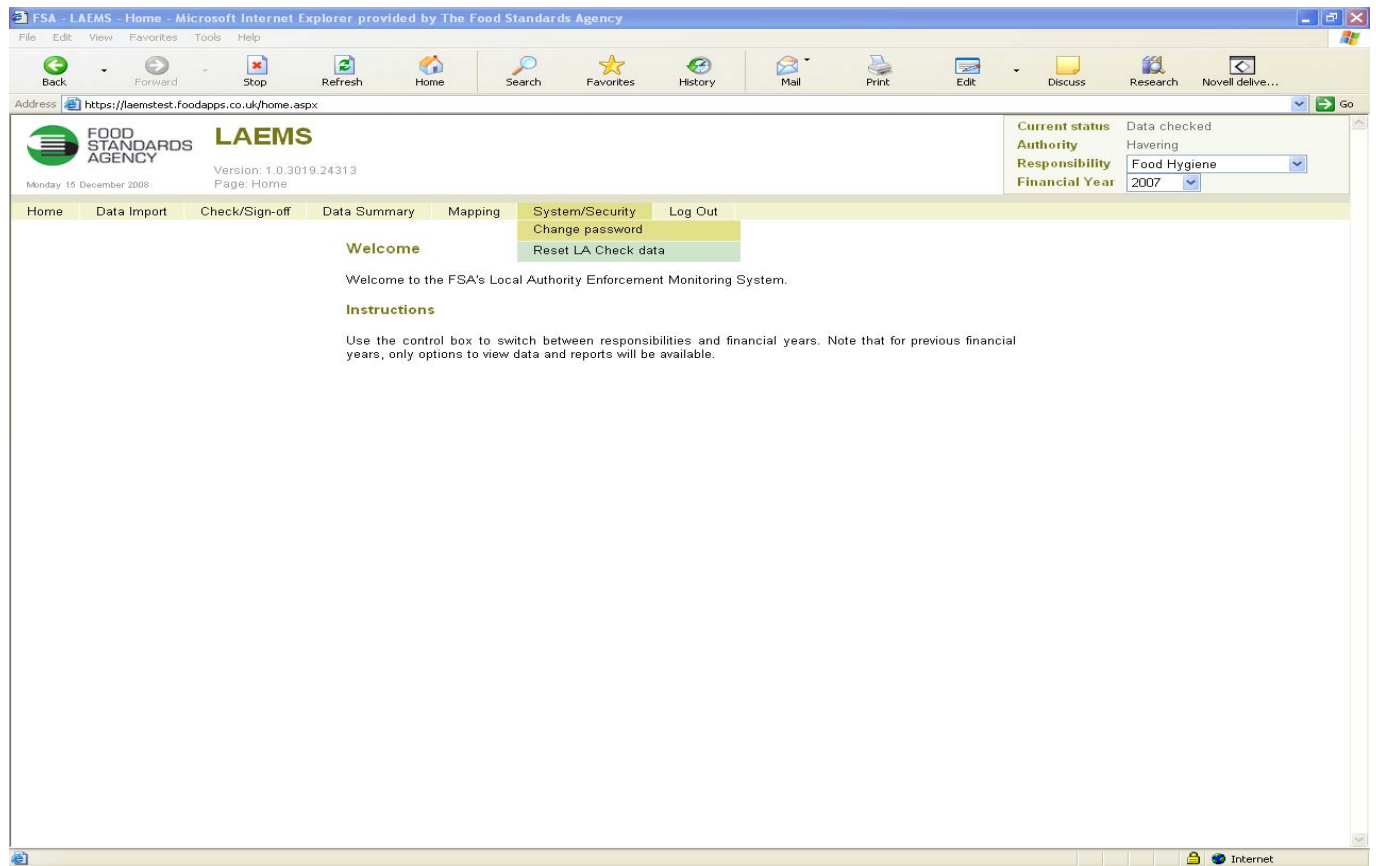 FSA - LAEMS - Home - Microsoft Internet Explorer provided by The Food Standards Agency
File Edit View Favorites Tools Help
Back Forward Stop Refresh Home Search Favorites History Mail Print Edit Discuss Research Novell delive...
Address https://laemstest.foodapps.co.uk/home.aspx Go
FOOD
STANDARDS
AGENCY
Monday 15 December 2008
LAEMS
Version: 1.0.3019.24313
Page: Home
Current status Data checked
Authority Havering
Responsibility Food Hygiene
Financial Year 2007
Home Data Import Check/Sign-off Data Summary Mapping System/Security Log Out
Change password
Reset LA Check data
Welcome
Welcome to the FSA's Local Authority Enforcement Monitoring System.
Instructions
Use the control box to switch between responsibilities and financial years. Note that for previous financial
years, only options to view data and reports will be available.
Internet